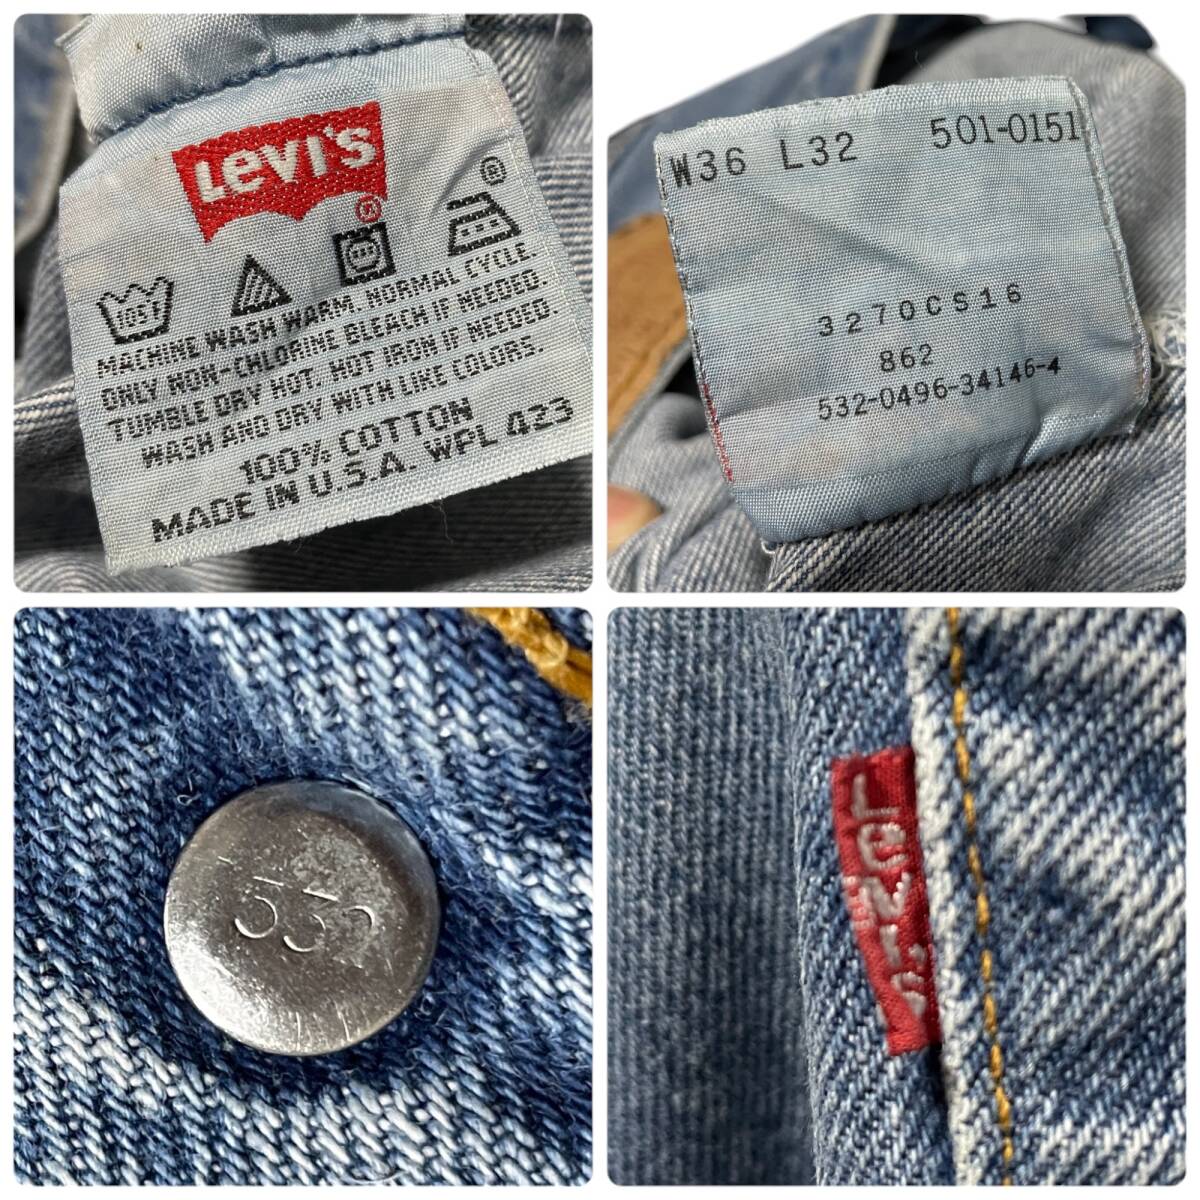 Levi's
®
®
105
MACHINE WASH WARM. NORMAL CYCLE.
ONLY NON-CHLORINE BLEACH IF NEEDED.
TUMBLE DRY HOT. HOT IRON IF NEEDED.
WASH AND DRY WITH LIKE COLORS.
100% COTTON
MADE IN U.S.A. WPL 423
W36 L32 501-0151
3270CS16
862
532-0496-34146-4
532
LEVI'S